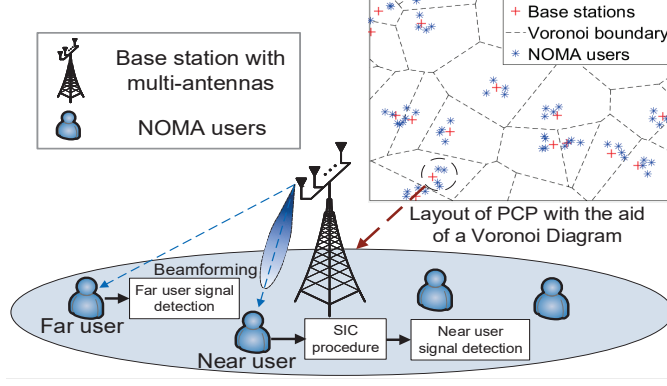 Base station with
multi-antennas
NOMA users
Base stations
Voronoi boundary
NOMA users
Layout of PCP with the aid
of a Voronoi Diagram
Beamforming
Far user signal
detection
Far user
Near user
SIC
procedure
Near user
signal detection